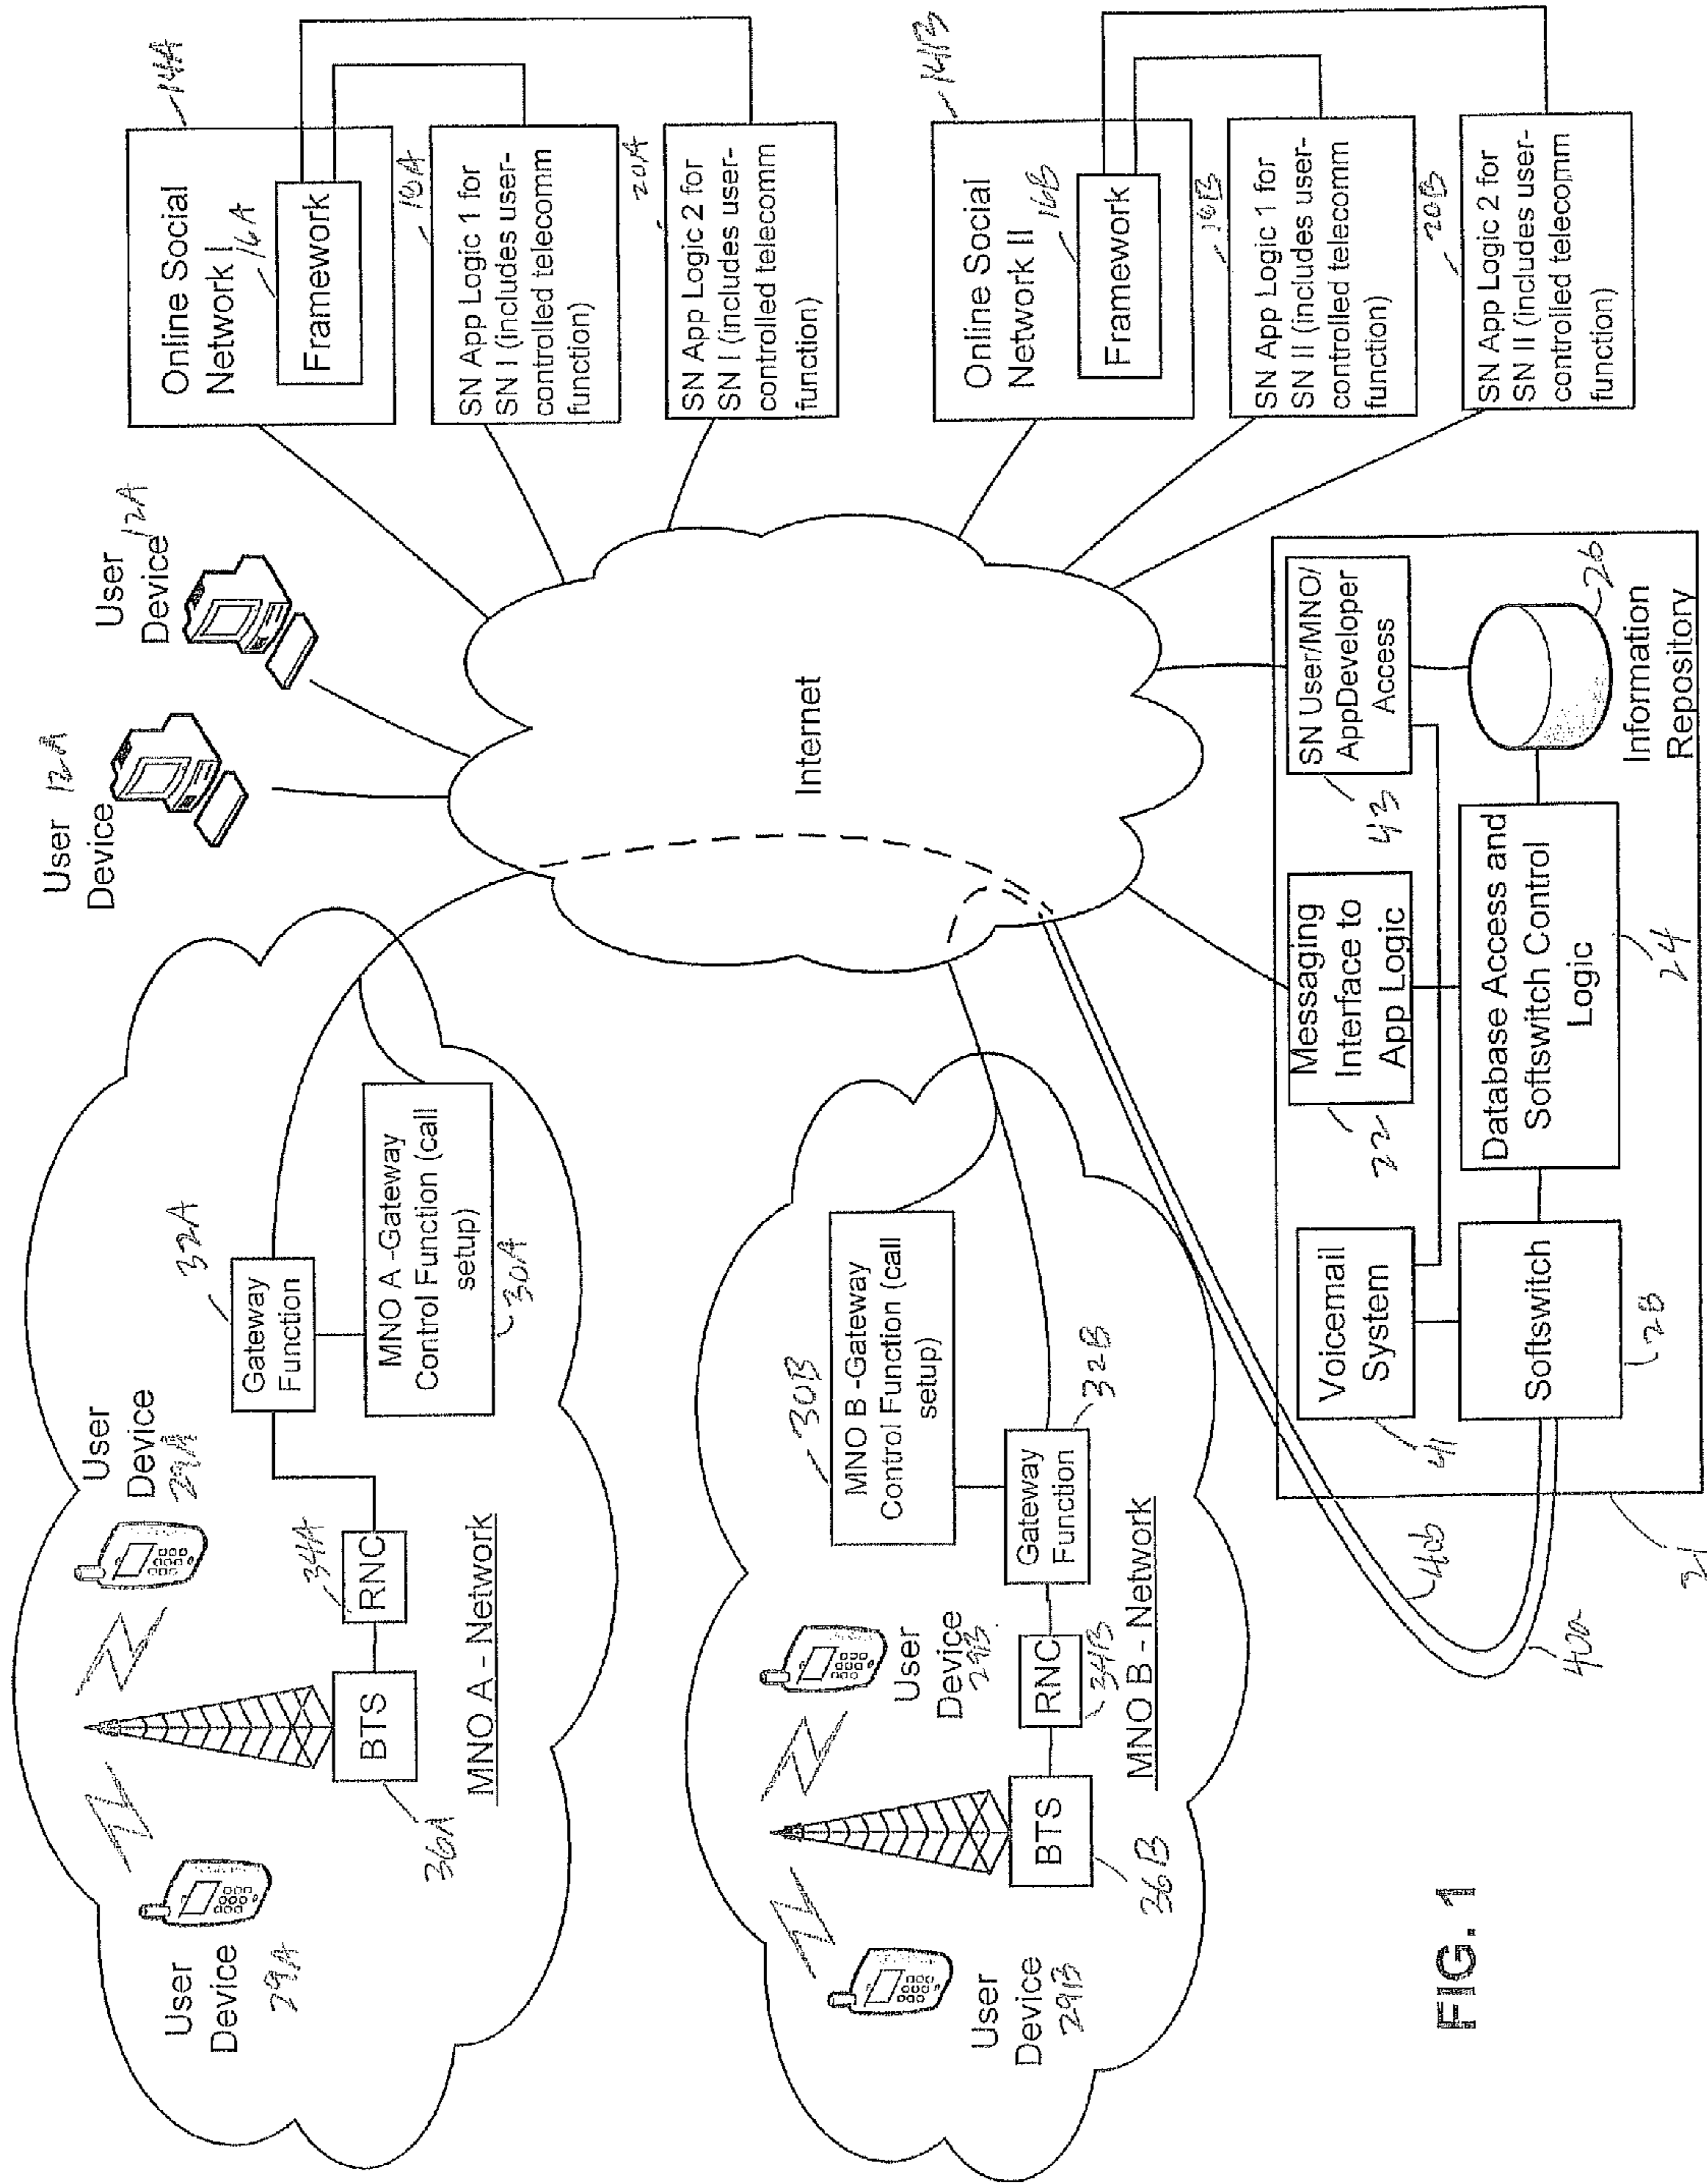 User
Device
29A
User
Device
29A
36A
BTS
34A
RNC
MNO A - Network
32A
Gateway
Function
MNO A -Gateway
Control Function (call
setup)
30A
User
Device
12A
User
Device
12A
14A
Online Social
Network I
16A
Framework
18A
SN App Logic 1 for
SN I (includes user-
controlled telecomm
function)
20A
SN App Logic 2 for
SN I (includes user-
controlled telecomm
function)
Internet
14B
Online Social
Network II
16B
Framework
18B
SN App Logic 1 for
SN II (includes user-
controlled telecomm
function)
20B
SN App Logic 2 for
SN II (includes user-
controlled telecomm
function)
User
Device
29B
User
Device
29B
36B
BTS
34B
RNC
MNO B - Network
30B
MNO B -Gateway
Control Function (call
setup)
32B
Gateway
Function
40a
40b
21
41
Voicemail
System
22
Messaging
Interface to
App Logic
43
SN User/MNO/
AppDeveloper
Access
Softswitch
28
Database Access and
Softswitch Control
Logic
24
26
Information
Repository
FIG. 1